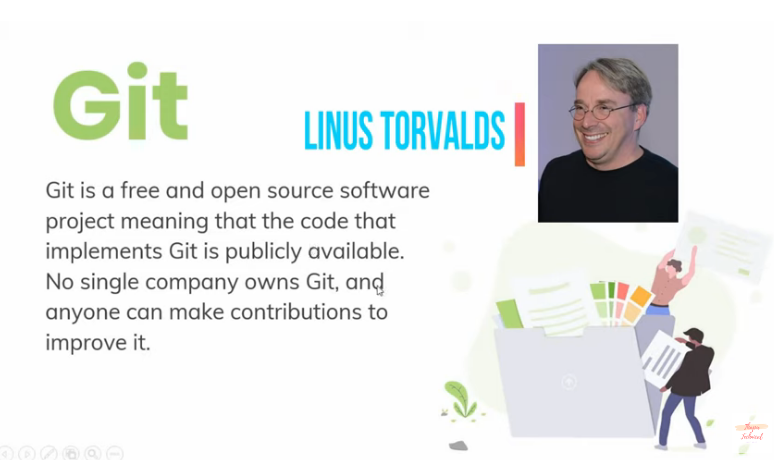 Git
LINUS TORVALDS
Git is a free and open source software
project meaning that the code that
implements Git is publicly available.
No single company owns Git, and
anyone can make contributions to
improve it.
School